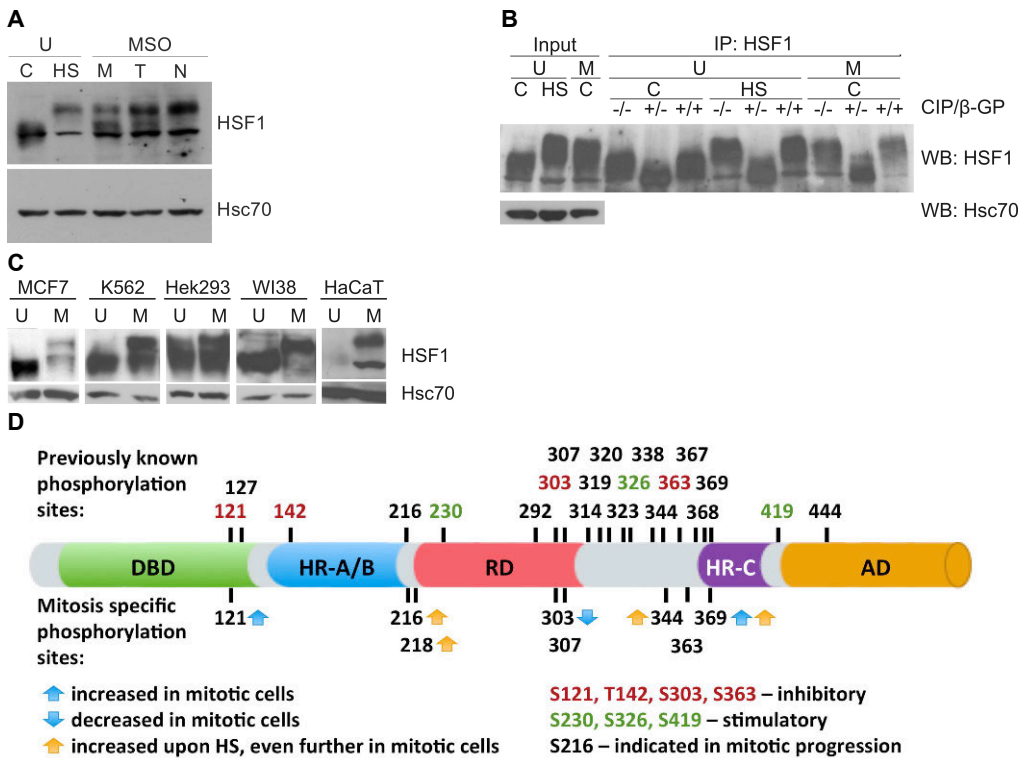 A
U MSO
C HS M T N
HSF1
Hsc70
B
Input IP: HSF1
U M U M
C HS C C HS C
-/- +/- +/+ -/- +/- +/+ -/- +/- +/+ CIP/β-GP
WB: HSF1
WB: Hsc70
C
MCF7 K562 Hek293 WI38 HaCaT
U M U M U M U M U M
HSF1
Hsc70
D
Previously known
phosphorylation
sites:
307 320 338 367
127 303 319 326 363 369
121 142 216 230 292 314 323 344 368 419 444
DBD HR-A/B RD HR-C AD
Mitosis specific
phosphorylation
sites:
121 216 303 344 369
218 307 363
increased in mitotic cells
decreased in mitotic cells
increased upon HS, even further in mitotic cells
S121, T142, S303, S363 – inhibitory
S230, S326, S419 – stimulatory
S216 – indicated in mitotic progression